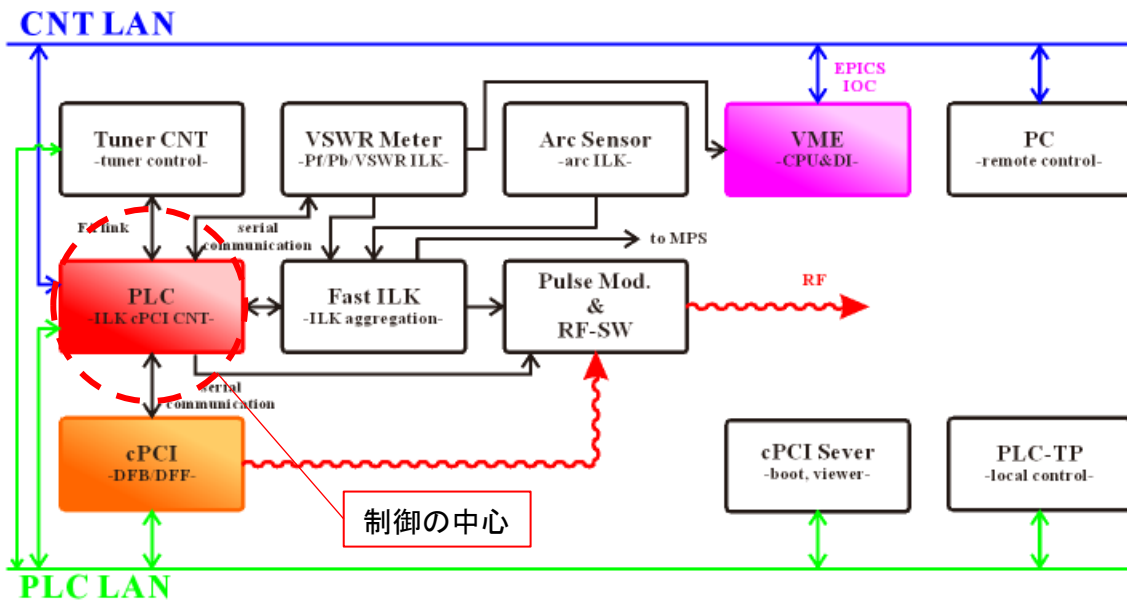 CNT LAN
EPICS
IOC
Tuner CNT
-tuner control-
VSWR Meter
-Pf/Pb/VSWR ILK-
Arc Sensor
-arc ILK-
VME
-CPU&DI-
PC
-remote control-
FA link
serial
communication
to MPS
PLC
-ILK cPCI CNT-
Fast ILK
-ILK aggregation-
Pulse Mod.
&
RF-SW
RF
serial
communication
cPCI
-DFB/DFF-
cPCI Sever
-boot, viewer-
PLC-TP
-local control-
制御の中心
PLC LAN